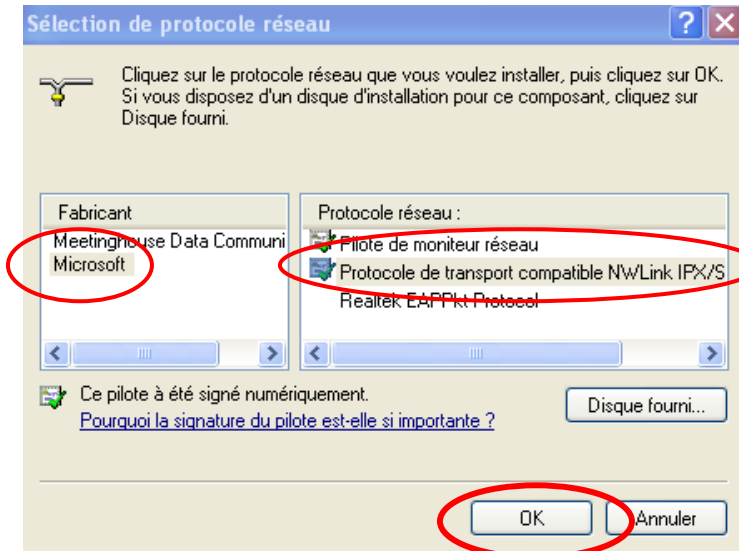 Sélection de protocole réseau
Cliquez sur le protocole réseau que vous voulez installer, puis cliquez sur OK.
Si vous disposez d'un disque d'installation pour ce composant, cliquez sur
Disque fourni.
Fabricant
Meetinghouse Data Communi
Microsoft
Protocole réseau :
Pilote de moniteur réseau
Protocole de transport compatible NWLink IPX/S
Realtek EAPPkt Protocol
Ce pilote à été signé numériquement.
Pourquoi la signature du pilote est-elle si importante ?
Disque fourni...
OK
Annuler